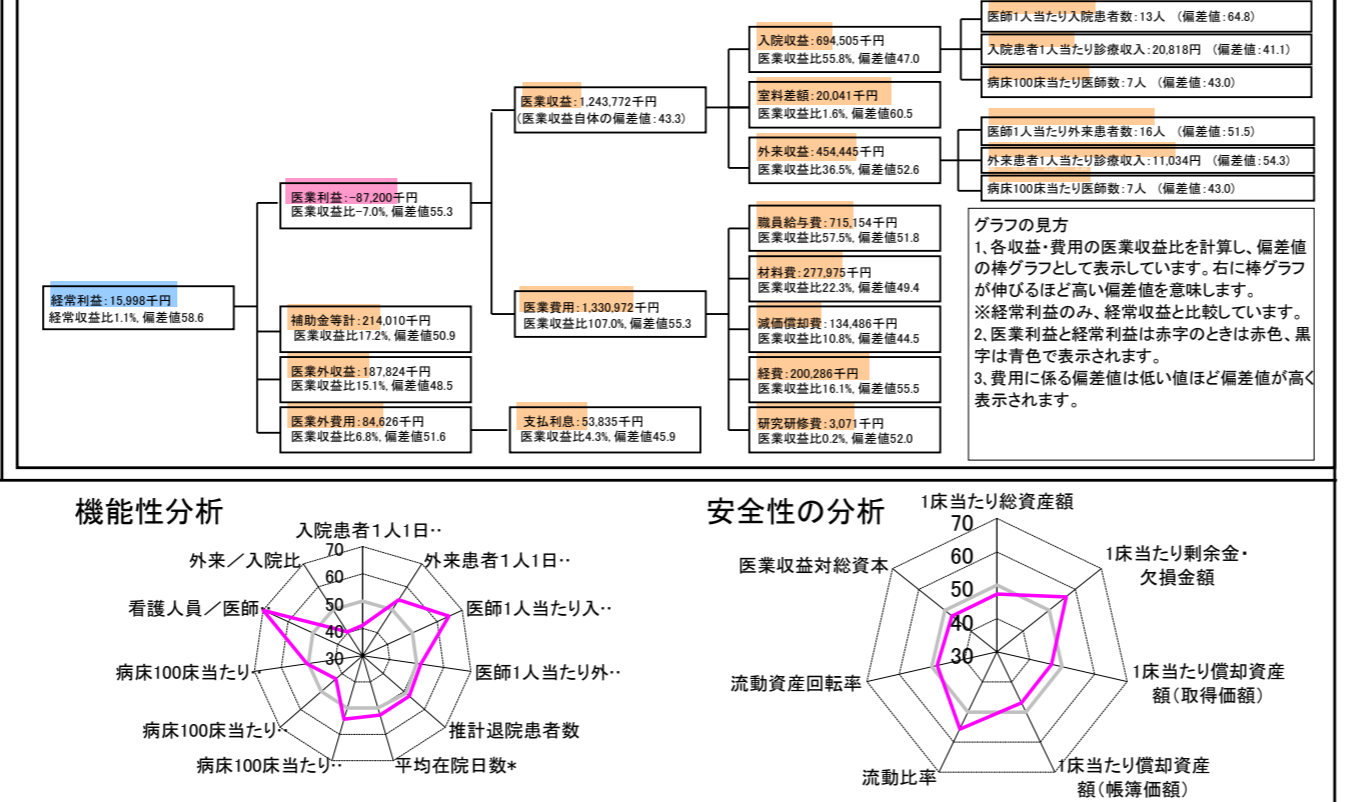 経常利益:15,998千円
経常収益比1.1%, 偏差値58.6
医業利益:-87,200千円
医業収益比-7.0%, 偏差値55.3
補助金等計:214,010千円
医業収益比17.2%, 偏差値50.9
医業外収益:187,824千円
医業収益比15.1%, 偏差値48.5
医業外費用:84,626千円
医業収益比6.8%, 偏差値51.6
医業収益:1,243,772千円
(医業収益自体の偏差値:43.3)
医業費用:1,330,972千円
医業収益比107.0%, 偏差値55.3
支払利息:53,835千円
医業収益比4.3%, 偏差値45.9
入院収益:694,505千円
医業収益比55.8%, 偏差値47.0
室料差額:20,041千円
医業収益比1.6%, 偏差値60.5
外来収益:454,445千円
医業収益比36.5%, 偏差値52.6
職員給与費:715,154千円
医業収益比57.5%, 偏差値51.8
材料費:277,975千円
医業収益比22.3%, 偏差値49.4
減価償却費:134,486千円
医業収益比10.8%, 偏差値44.5
経費:200,286千円
医業収益比16.1%, 偏差値55.5
研究研修費:3,071千円
医業収益比0.2%, 偏差値52.0
医師1人当たり入院患者数:13人 (偏差値:64.8)
入院患者1人当たり診療収入:20,818円 (偏差値:41.1)
病床100床当たり医師数:7人 (偏差値:43.0)
医師1人当たり外来患者数:16人 (偏差値:51.5)
外来患者1人当たり診療収入:11,034円 (偏差値:54.3)
病床100床当たり医師数:7人 (偏差値:43.0)
グラフの見方
1、各収益・費用の医業収益比を計算し、偏差値
の棒グラフとして表示しています。右に棒グラフ
が伸びるほど高い偏差値を意味します。
※経常利益のみ、経常収益と比較しています。
2、医業利益と経常利益は赤字のときは赤色、黒
字は青色で表示されます。
3、費用に係る偏差値は低い値ほど偏差値が高く
表示されます。
機能性分析
入院患者1人1日‥
外来患者1人1日‥
医師1人当たり入‥
医師1人当たり外‥
推計退院患者数
平均在院日数*
病床100床当たり‥
病床100床当たり‥
病床100床当たり‥
看護人員/医師‥
外来/入院比
70
60
50
40
30
安全性の分析
1床当たり総資産額
1床当たり剰余金・
欠損金額
1床当たり償却資産
額(取得価額)
1床当たり償却資産
額(帳簿価額)
流動比率
流動資産回転率
医業収益対総資本
70
60
50
40
30